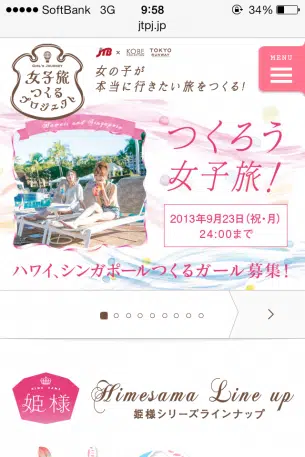 SoftBank 3G 9:58 34%
jtpj.jp
GIRL'S JOURNEY
女子旅
つくる
プロジェクト
JTB × KOBE TOKYO
女の子が
本当に行きたい旅をつくる!
MENU
Hawaii and Singapore
つくろう
女子旅!
2013年9月23日(祝・月)
24:00まで
ハワイ、シンガポールつくるガール募集!
HIME SAMA
姫様
Himesama Line up
姫様シリーズラインナップ